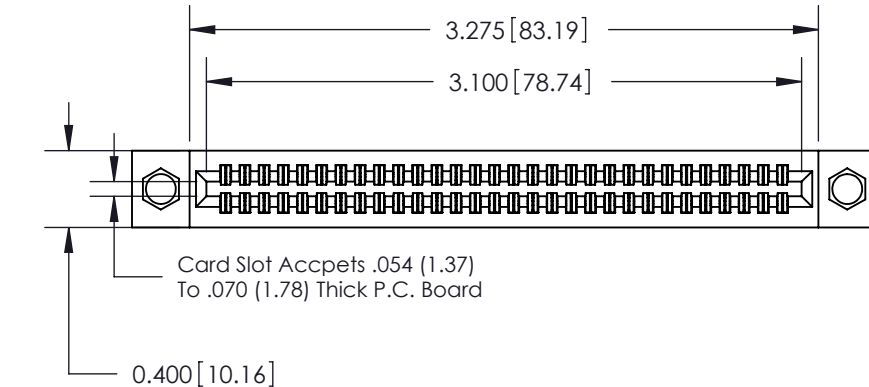 3.275[83.19]
3.100[78.74]
Card Slot Accpets .054 (1.37)
To .070 (1.78) Thick P.C. Board
0.400[10.16]